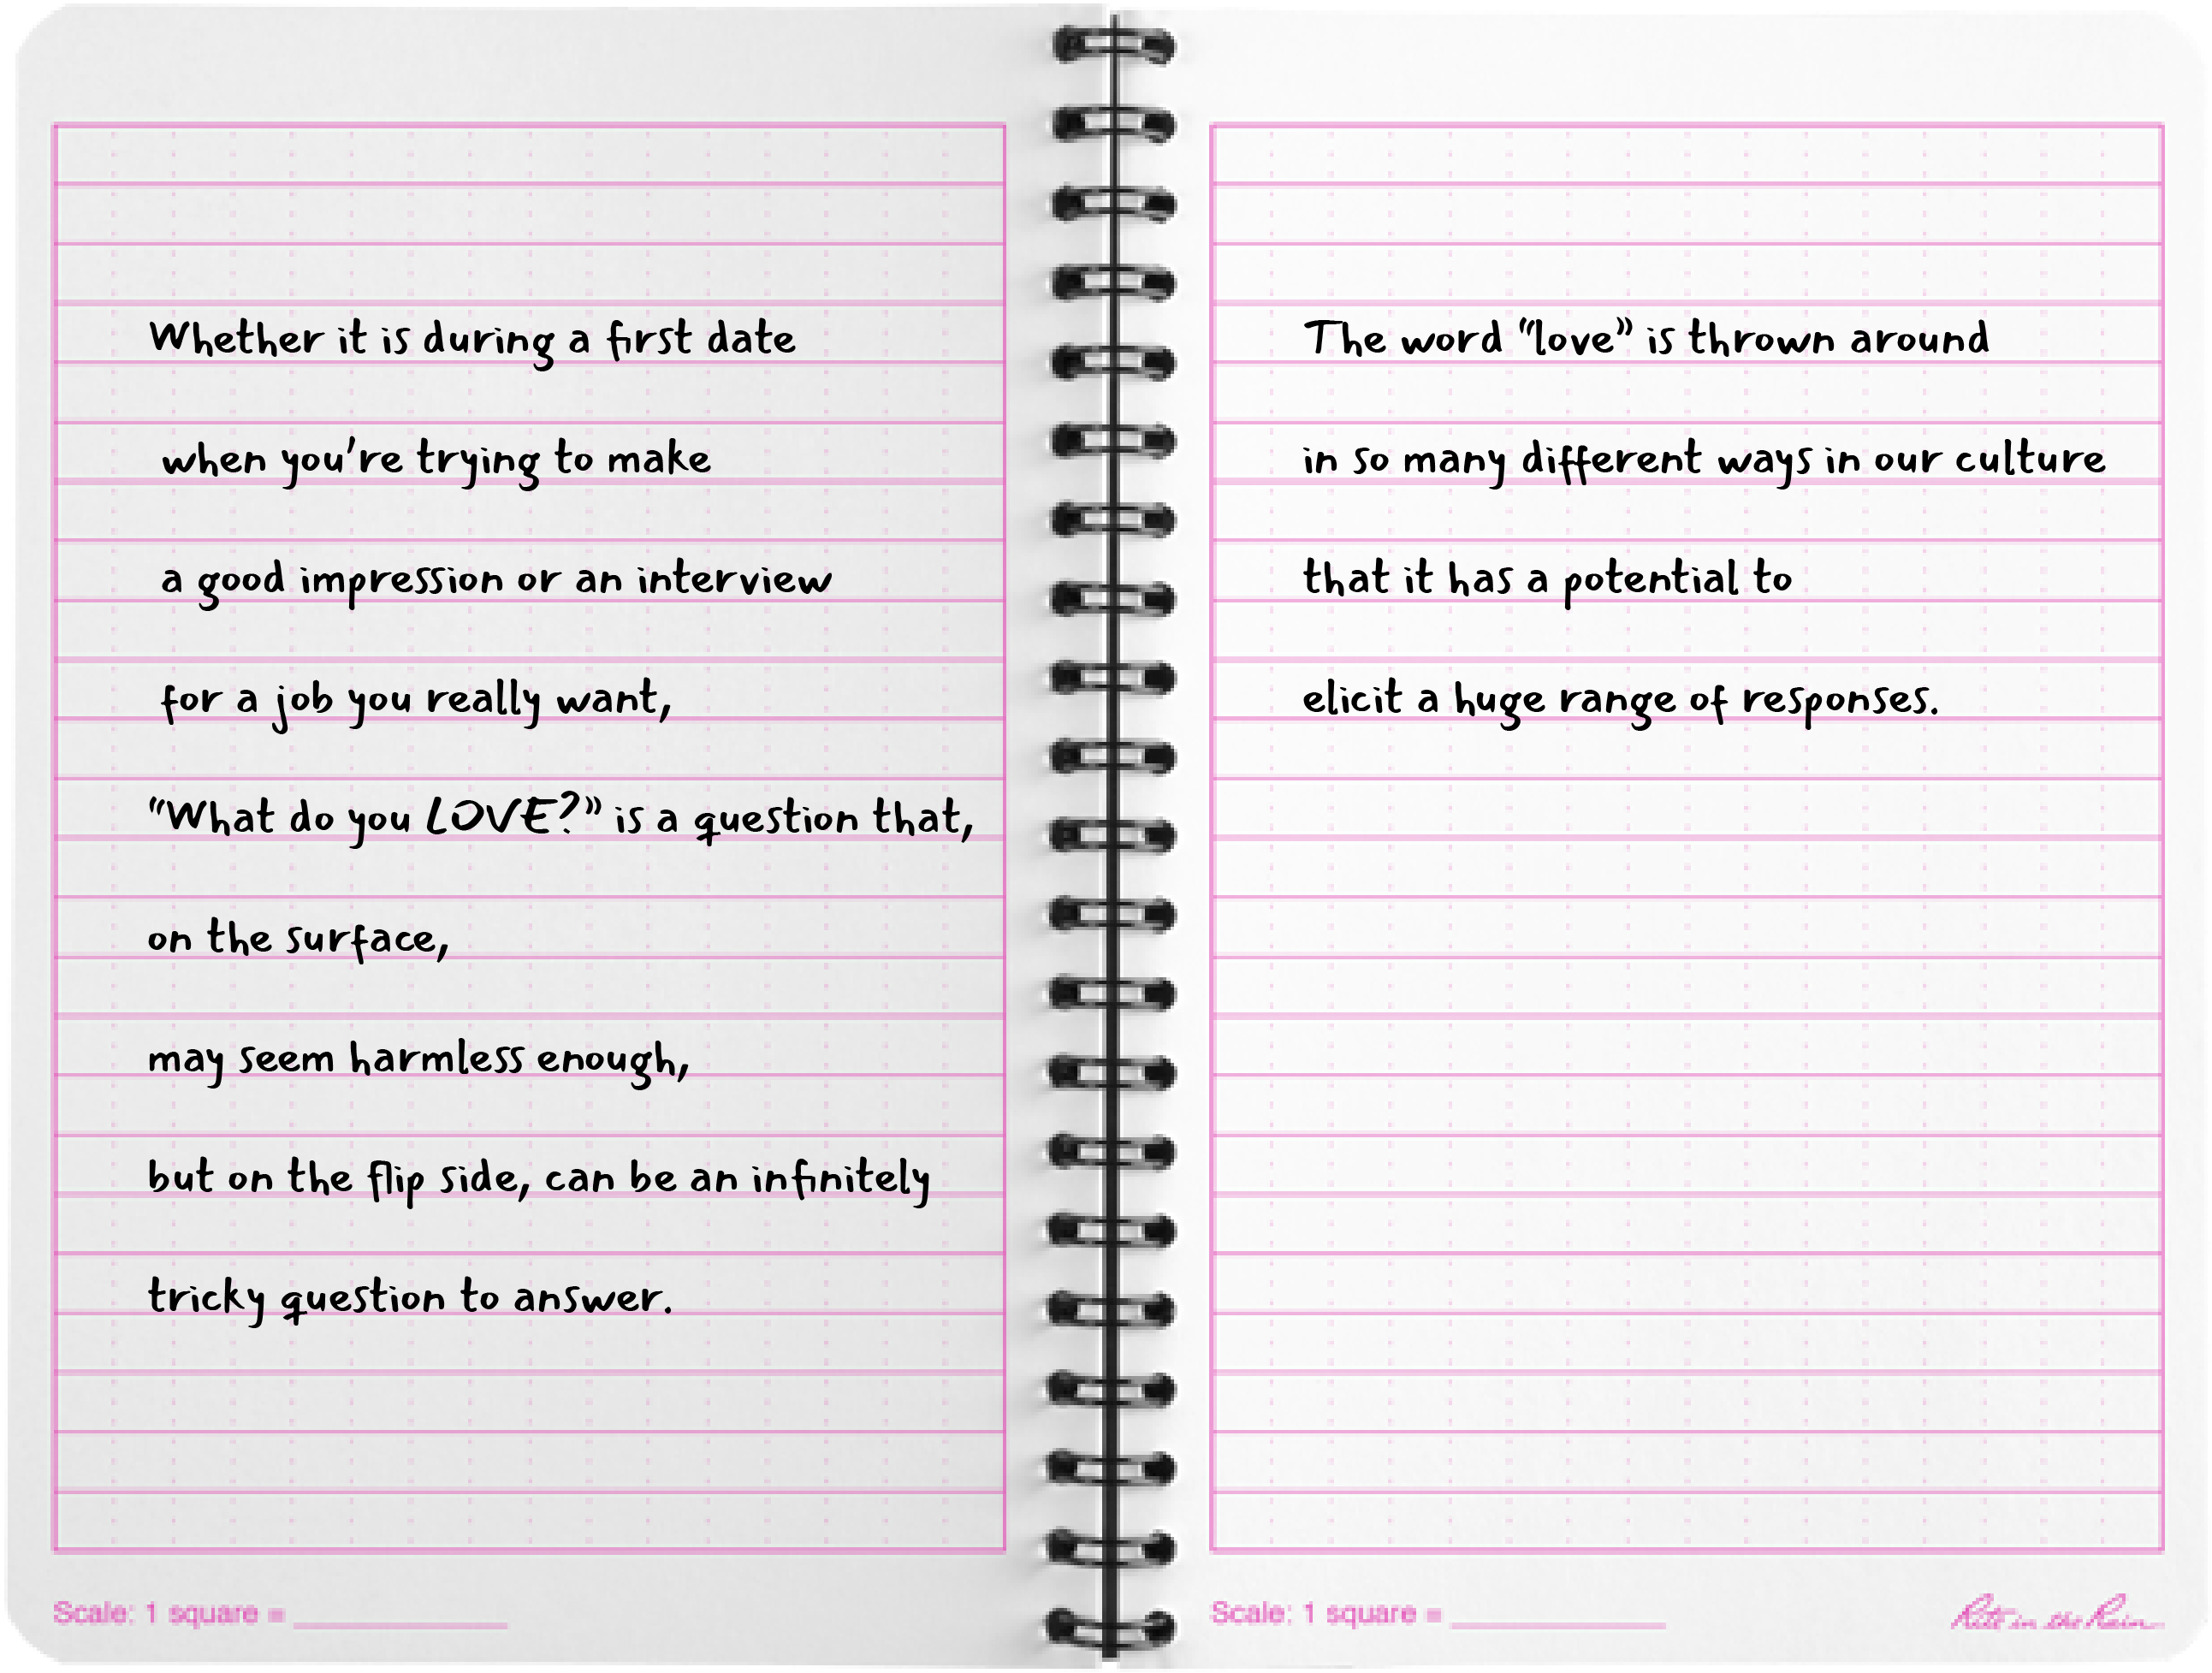 Whether it is during a first date
when you're trying to make
a good impression or an interview
for a job you really want,
"What do you LOVE?" is a question that,
on the surface,
may seem harmless enough,
but on the flip side, can be an infinitely
tricky question to answer.
Scale: 1 square = ____________
The word "love" is thrown around
in so many different ways in our culture
that it has a potential to
elicit a huge range of responses.
Scale: 1 square = ____________
Rite in the Rain